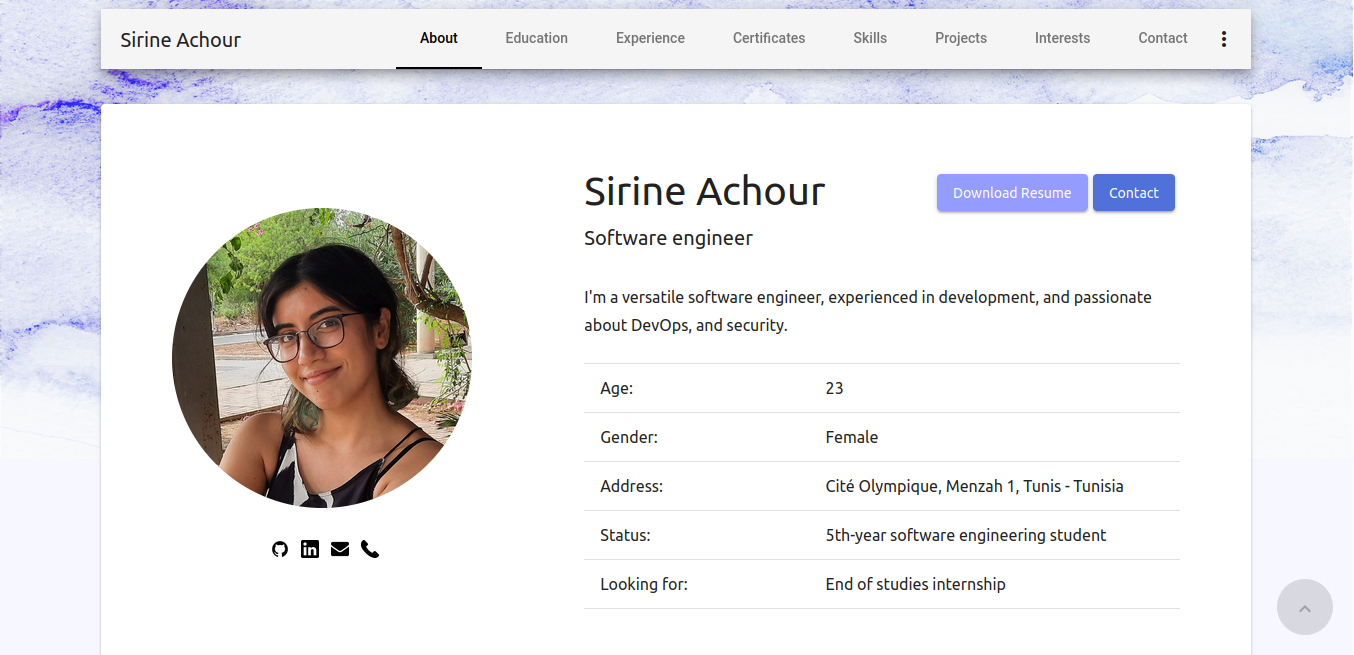 Sirine Achour
About Education Experience Certificates Skills Projects Interests Contact
Sirine Achour
Download Resume Contact
Software engineer
I'm a versatile software engineer, experienced in development, and passionate
about DevOps, and security.
Age: 23
Gender: Female
Address: Cité Olympique, Menzah 1, Tunis - Tunisia
Status: 5th-year software engineering student
Looking for: End of studies internship